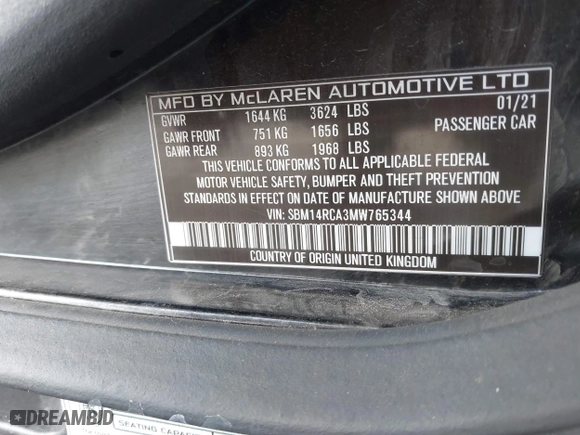 MFD BY McLAREN AUTOMOTIVE LTD
GVWR 1644 KG 3624 LBS 01/21
GAWR FRONT 751 KG 1656 LBS PASSENGER CAR
GAWR REAR 893 KG 1968 LBS
THIS VEHICLE CONFORMS TO ALL APPLICABLE FEDERAL
MOTOR VEHICLE SAFETY, BUMPER AND THEFT PREVENTION
STANDARDS IN EFFECT ON DATE OF MANUFACTURE SHOWN ABOVE
VIN: SBM14RCA3MW765344
COUNTRY OF ORIGIN UNITED KINGDOM
SEATING CAPACITY
DREAMBID